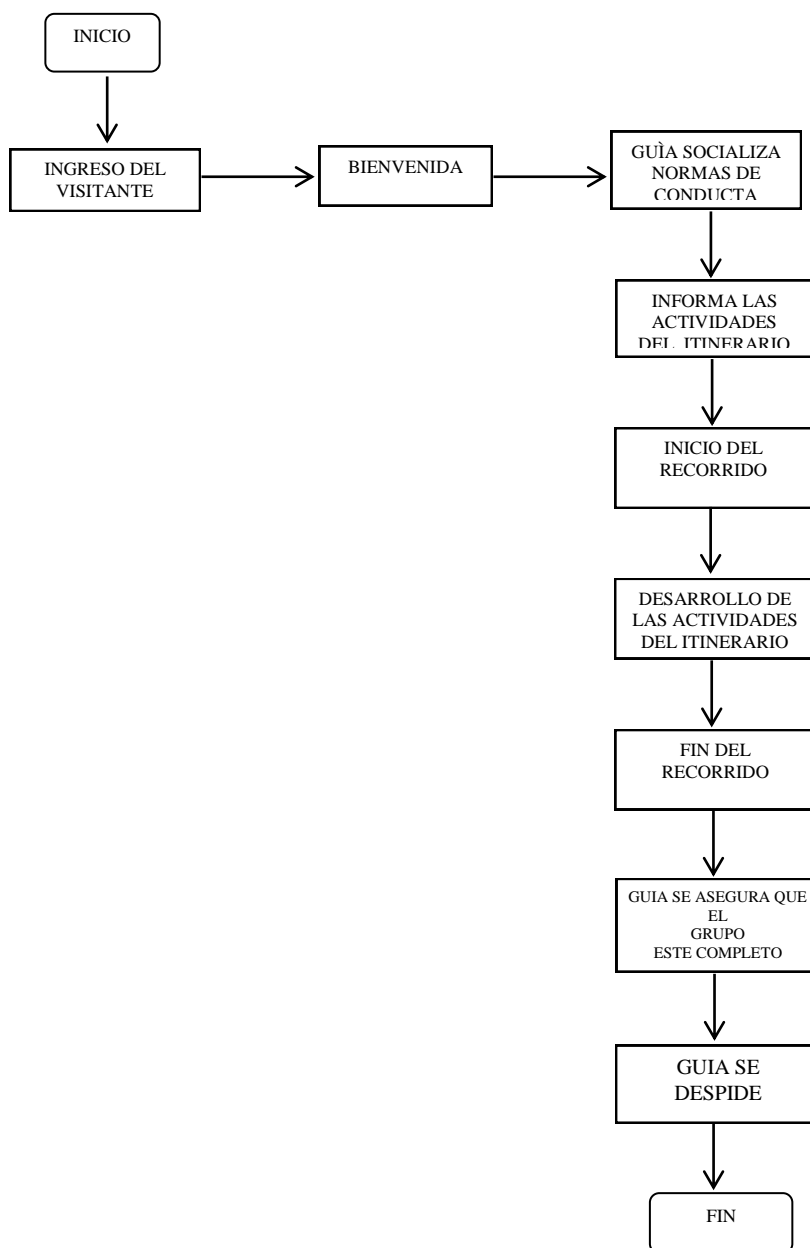 INICIO
INGRESO DEL
VISITANTE
BIENVENIDA
GUÌA SOCIALIZA
NORMAS DE
CONDUCTA
INFORMA LAS
ACTIVIDADES
DEL ITINERARIO
INICIO DEL
RECORRIDO
DESARROLLO DE
LAS ACTIVIDADES
DEL ITINERARIO
FIN DEL
RECORRIDO
GUIA SE ASEGURA QUE
EL
GRUPO
ESTE COMPLETO
GUIA SE
DESPIDE
FIN